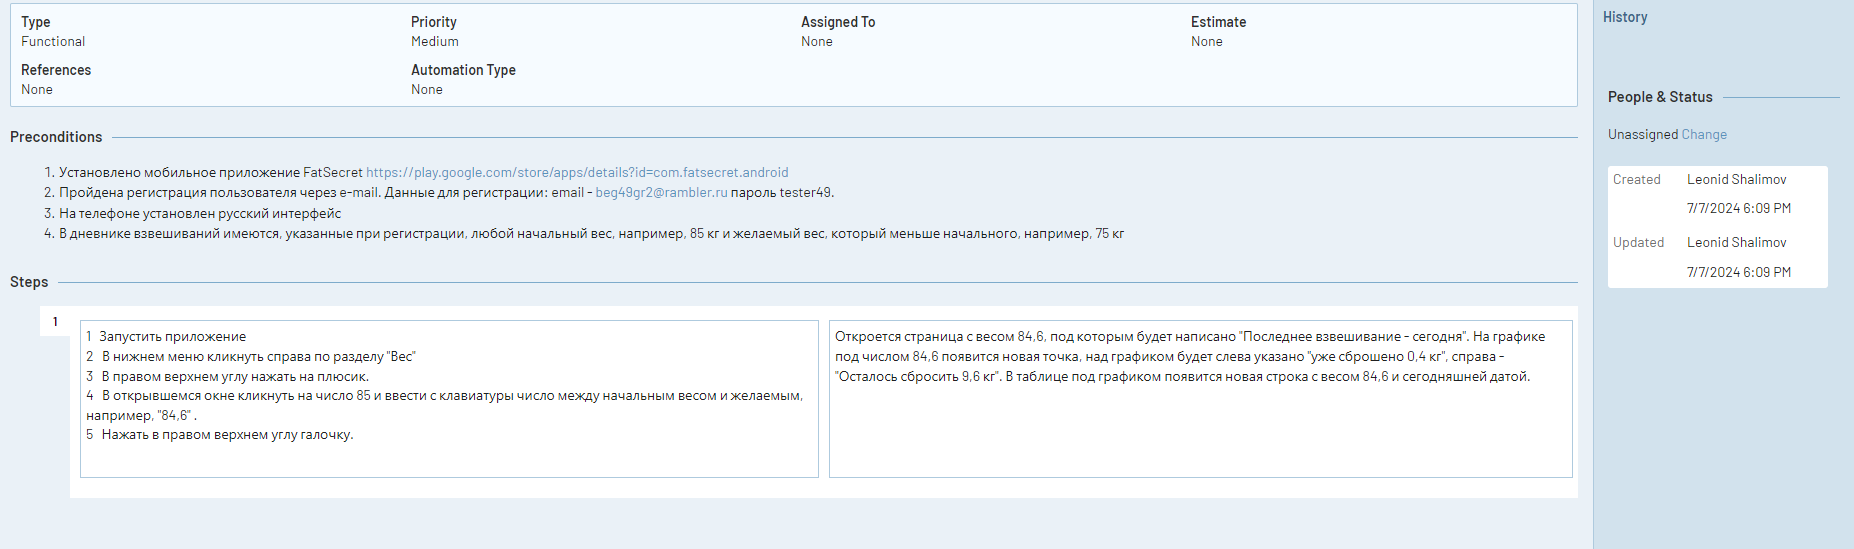 Type Priority Assigned To Estimate
Functional Medium None None
References Automation Type
None None
Preconditions
1. Установлено мобильное приложение FatSecret https://play.google.com/store/apps/details?id=com.fatsecret.android
2. Пройдена регистрация пользователя через e-mail. Данные для регистрации: email - beg49gr2@rambler.ru пароль tester49.
3. На телефоне установлен русский интерфейс
4. В дневнике взвешиваний имеются, указанные при регистрации, любой начальный вес, например, 85 кг и желаемый вес, который меньше начального, например, 75 кг
Steps
1
1 Запустить приложение
2 В нижнем меню кликнуть справа по разделу "Вес"
3 В правом верхнем углу нажать на плюсик.
4 В открывшемся окне кликнуть на число 85 и ввести с клавиатуры число между начальным весом и желаемым,
например, "84,6" .
5 Нажать в правом верхнем углу галочку.
Откроется страница с весом 84,6, под которым будет написано "Последнее взвешивание - сегодня". На графике
под числом 84,6 появится новая точка, над графиком будет слева указано "уже сброшено 0,4 кг", справа -
"Осталось сбросить 9,6 кг". В таблице под графиком появится новая строка с весом 84,6 и сегодняшней датой.
History
People & Status
Unassigned Change
Created Leonid Shalimov
7/7/2024 6:09 PM
Updated Leonid Shalimov
7/7/2024 6:09 PM